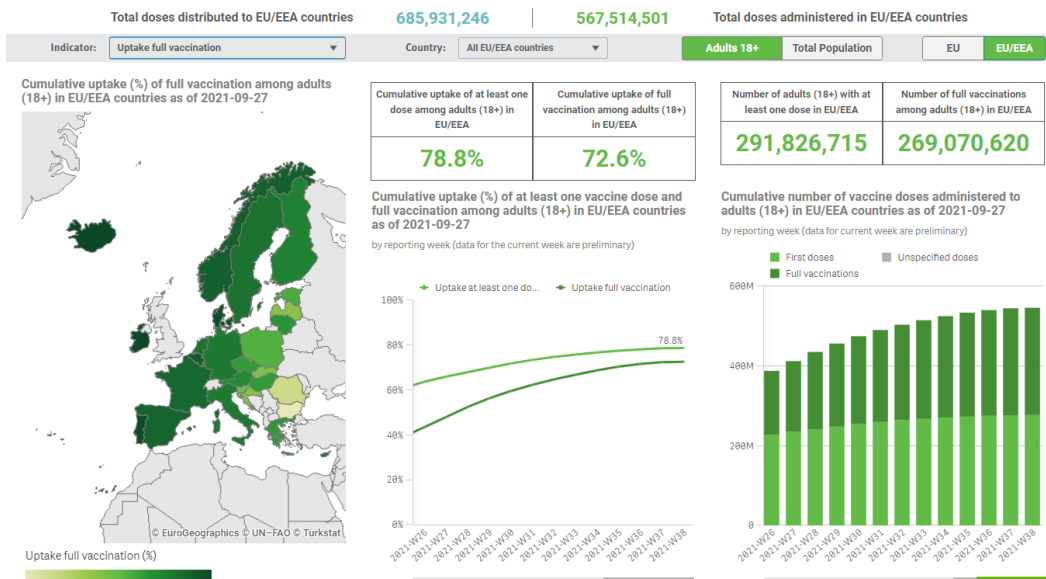 Total doses distributed to EU/EEA countries
685,931,246
567,514,501
Total doses administered in EU/EEA countries
Indicator:
Uptake full vaccination
Country:
All EU/EEA countries
Adults 18+
Total Population
EU
EU/EEA
Cumulative uptake (%) of full vaccination among adults
(18+) in EU/EEA countries as of 2021-09-27
© EuroGeographics © UN-FAO © Turkstat
Uptake full vaccination (%)
Cumulative uptake of at least one
dose among adults (18+) in
EU/EEA
78.8%
Cumulative uptake of full
vaccination among adults (18+)
in EU/EEA
72.6%
Cumulative uptake (%) of at least one vaccine dose and
full vaccination among adults (18+) in EU/EEA countries
as of 2021-09-27
by reporting week (data for the current week are preliminary)
Uptake at least one do...
Uptake full vaccination
100%
80%
60%
40%
20%
0%
78.8%
2021-W26
2021-W27
2021-W28
2021-W29
2021-W30
2021-W31
2021-W32
2021-W33
2021-W34
2021-W35
2021-W36
2021-W37
2021-W38
Number of adults (18+) with at
least one dose in EU/EEA
291,826,715
Number of full vaccinations
among adults (18+) in EU/EEA
269,070,620
Cumulative number of vaccine doses administered to
adults (18+) in EU/EEA countries as of 2021-09-27
by reporting week (data for current week are preliminary)
First doses
Unspecified doses
Full vaccinations
600M
400M
200M
0
2021-W26
2021-W27
2021-W28
2021-W29
2021-W30
2021-W31
2021-W32
2021-W33
2021-W34
2021-W35
2021-W36
2021-W37
2021-W38